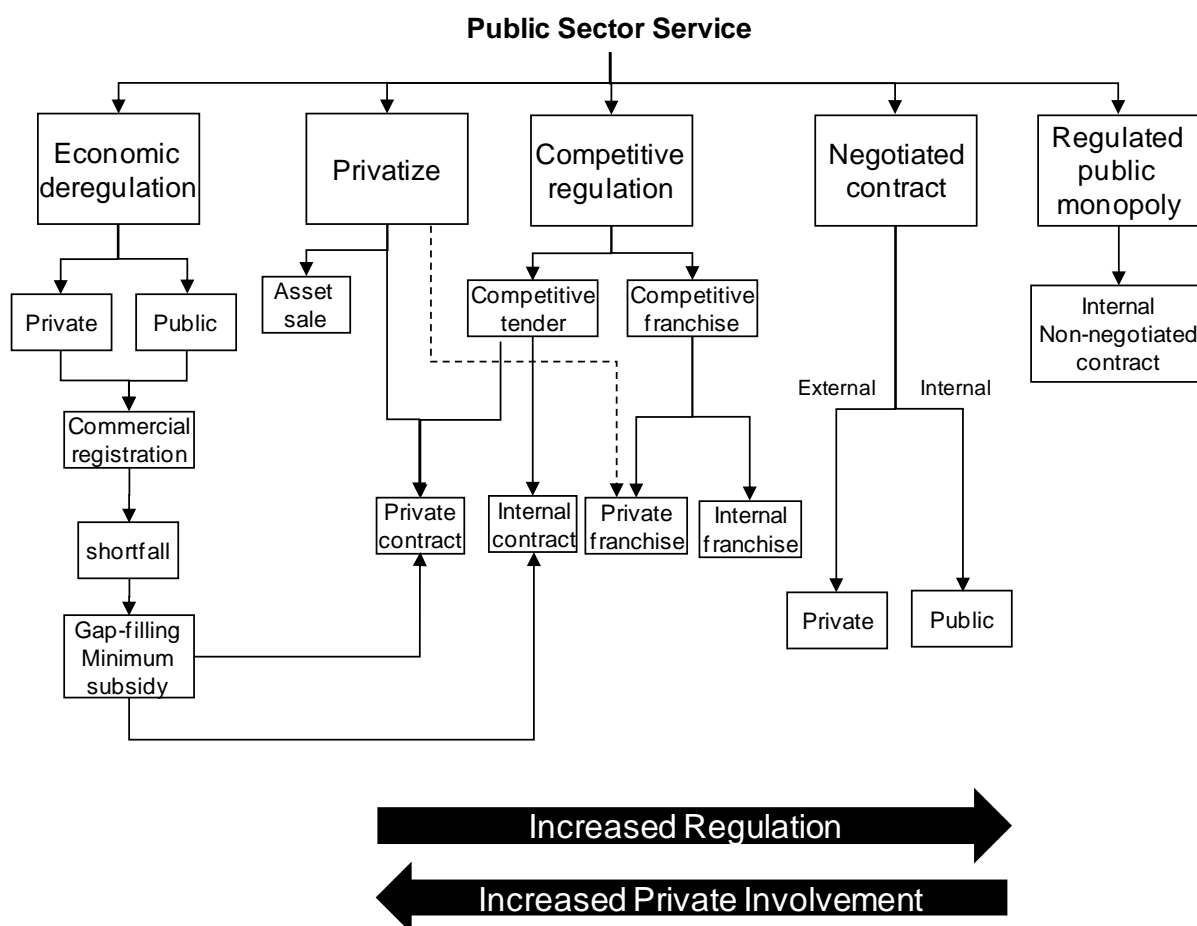 Public Sector Service
Economic
deregulation
Privatize
Competitive
regulation
Negotiated
contract
Regulated
public
monopoly
Private
Public
Asset
sale
Competitive
tender
Competitive
franchise
Internal
Non-negotiated
contract
External
Internal
Commercial
registration
shortfall
Private
contract
Internal
contract
Private
franchise
Internal
franchise
Gap-filling
Minimum
subsidy
Private
Public
Increased Regulation
Increased Private Involvement